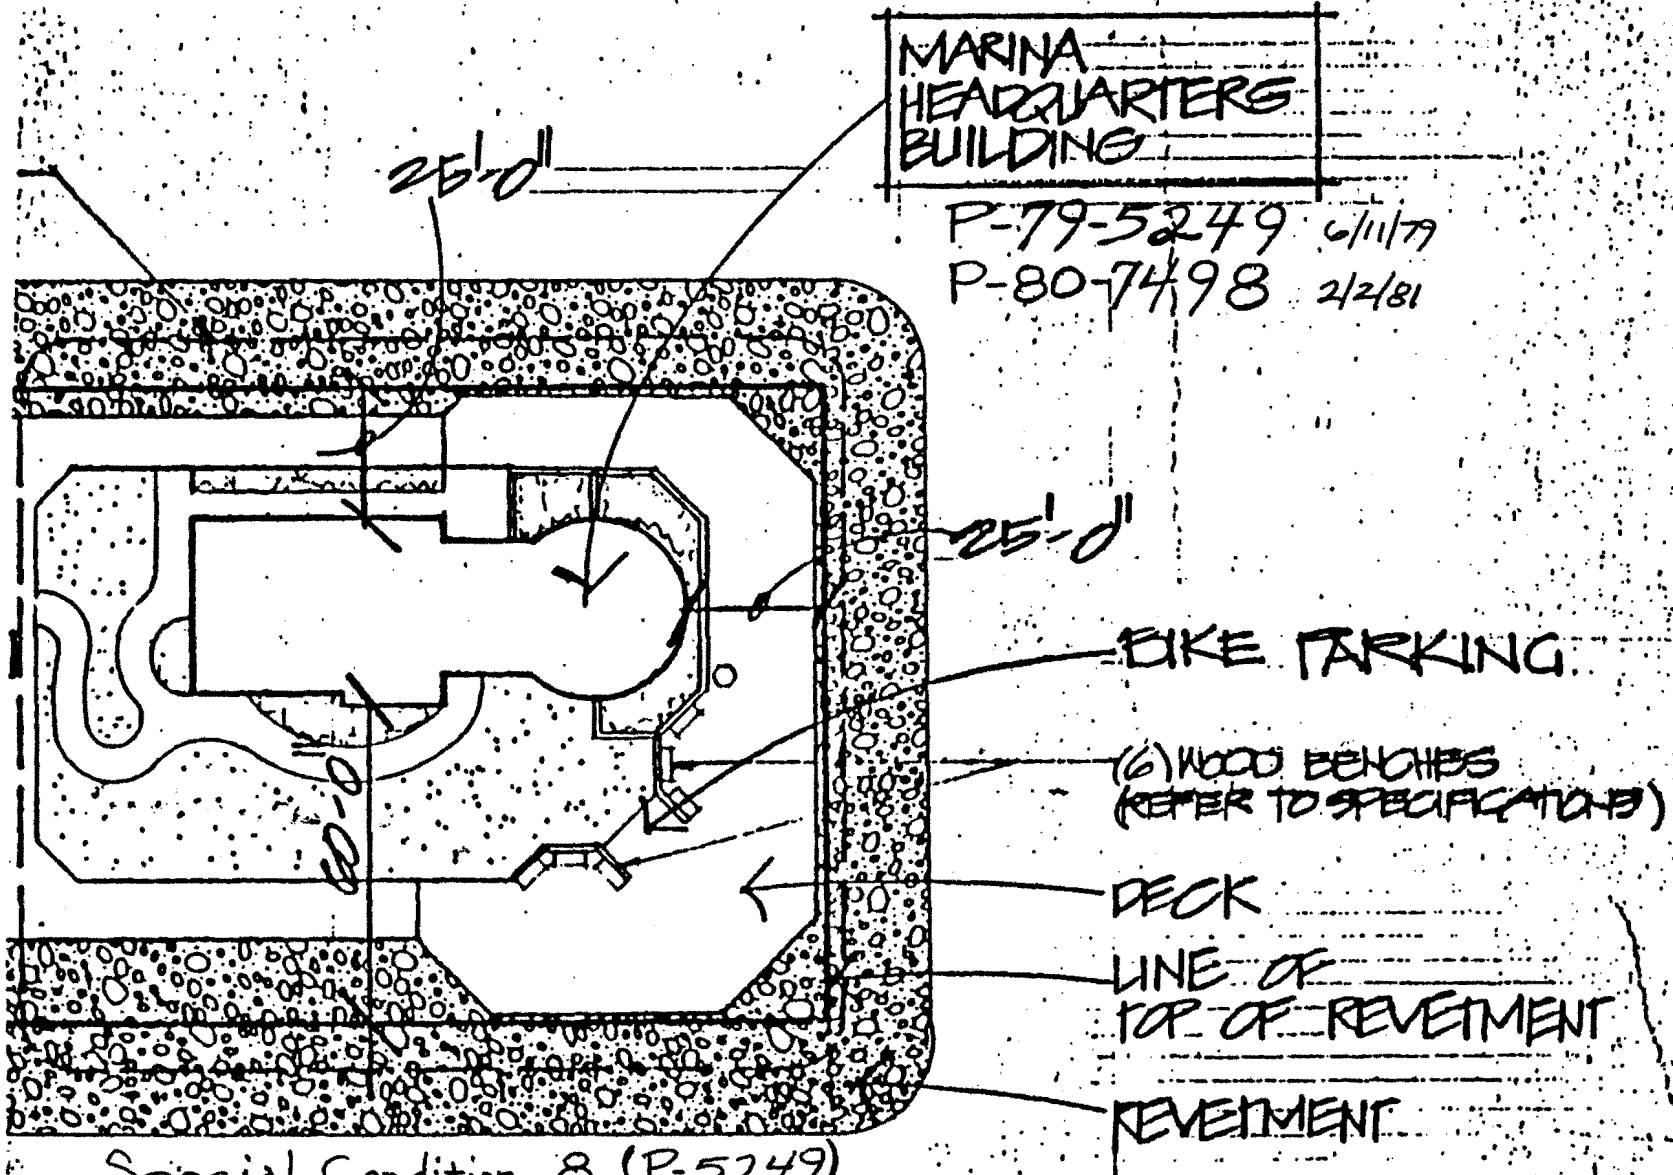 MARINA
HEADQUARTERS
BUILDING
P-79-5249 6/11/79
P-80-7498 2/2/81
25'-0"
25'-0"
BIKE PARKING
(6) WOOD BENCHES
(REFER TO SPECIFICATIONS)
60'-0"
DECK
LINE OF
TOP OF REVETMENT
REVETMENT
Special Condition 8 (P-5249)